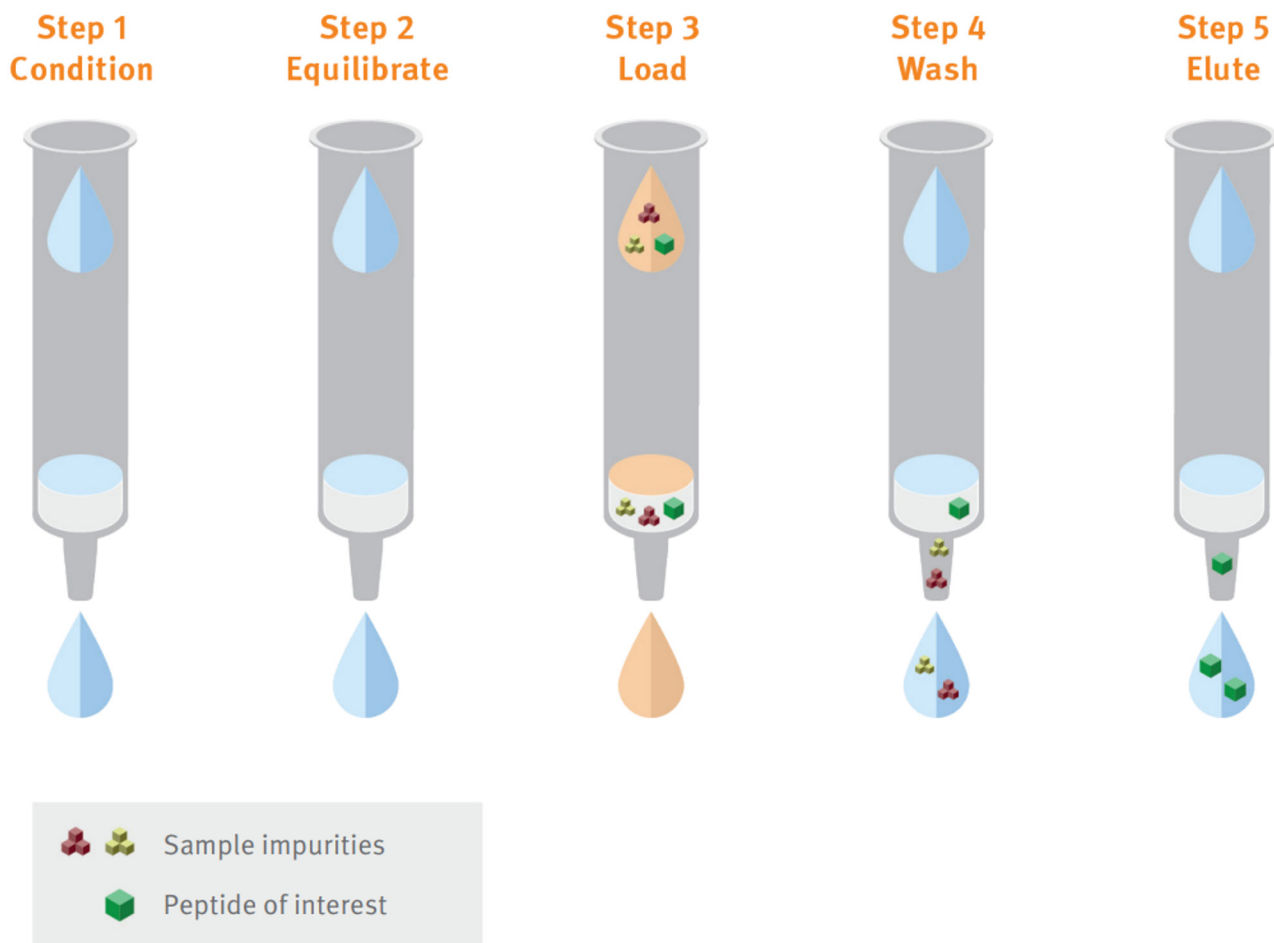 Step 1
Condition
Step 2
Equilibrate
Step 3
Load
Step 4
Wash
Step 5
Elute
Sample impurities
Peptide of interest